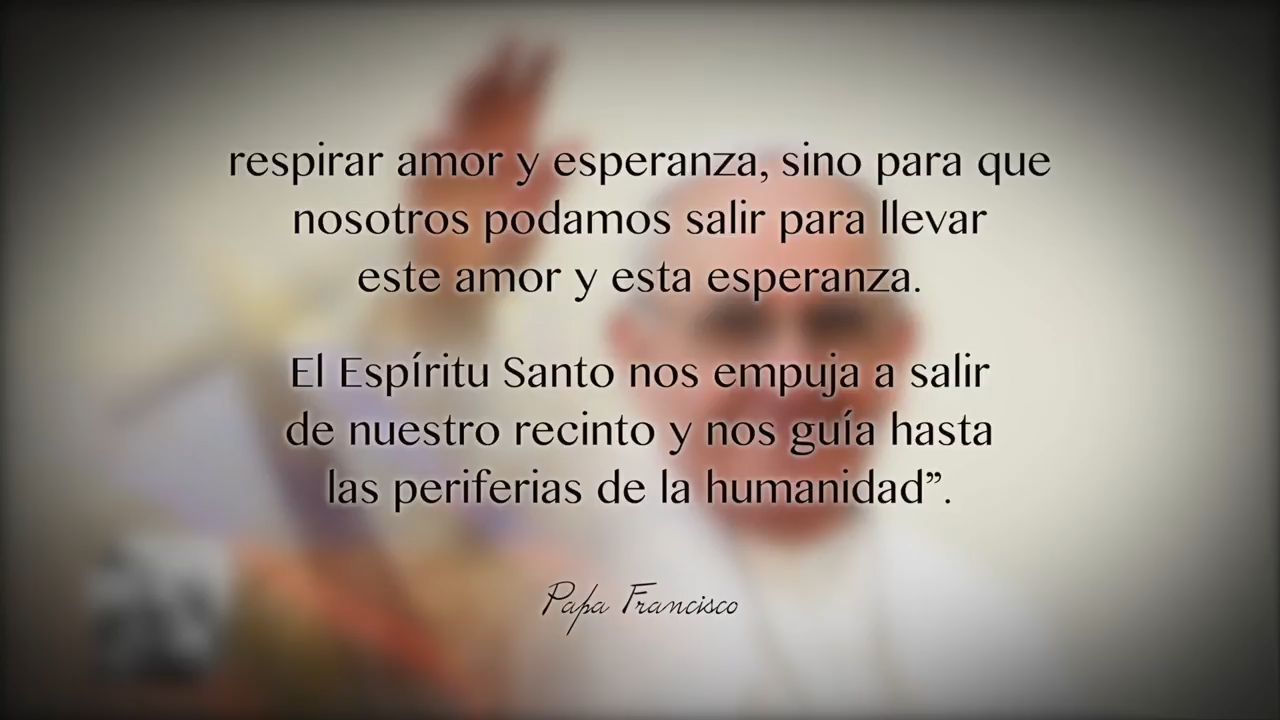 respirar amor y esperanza, sino para que
nosotros podamos salir para llevar
este amor y esta esperanza.
El Espíritu Santo nos empuja a salir
de nuestro recinto y nos guía hasta
las periferias de la humanidad”.
Papa Francisco